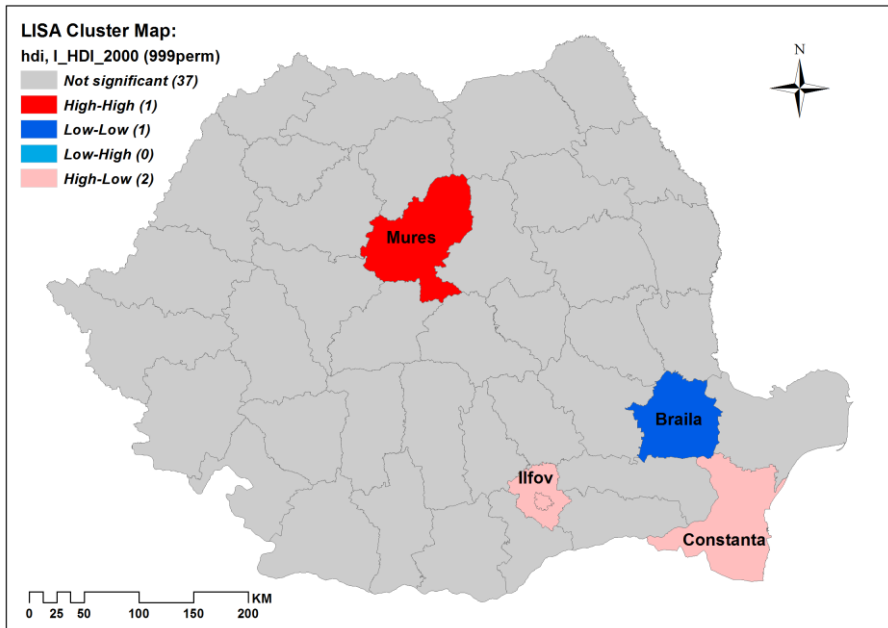 LISA Cluster Map:
hdi, I_HDI_2000 (999perm)
Not significant (37)
High-High (1)
Low-Low (1)
Low-High (0)
High-Low (2)
N
Mures
Braila
Ilfov
Constanta
KM
0 25 50 100 150 200